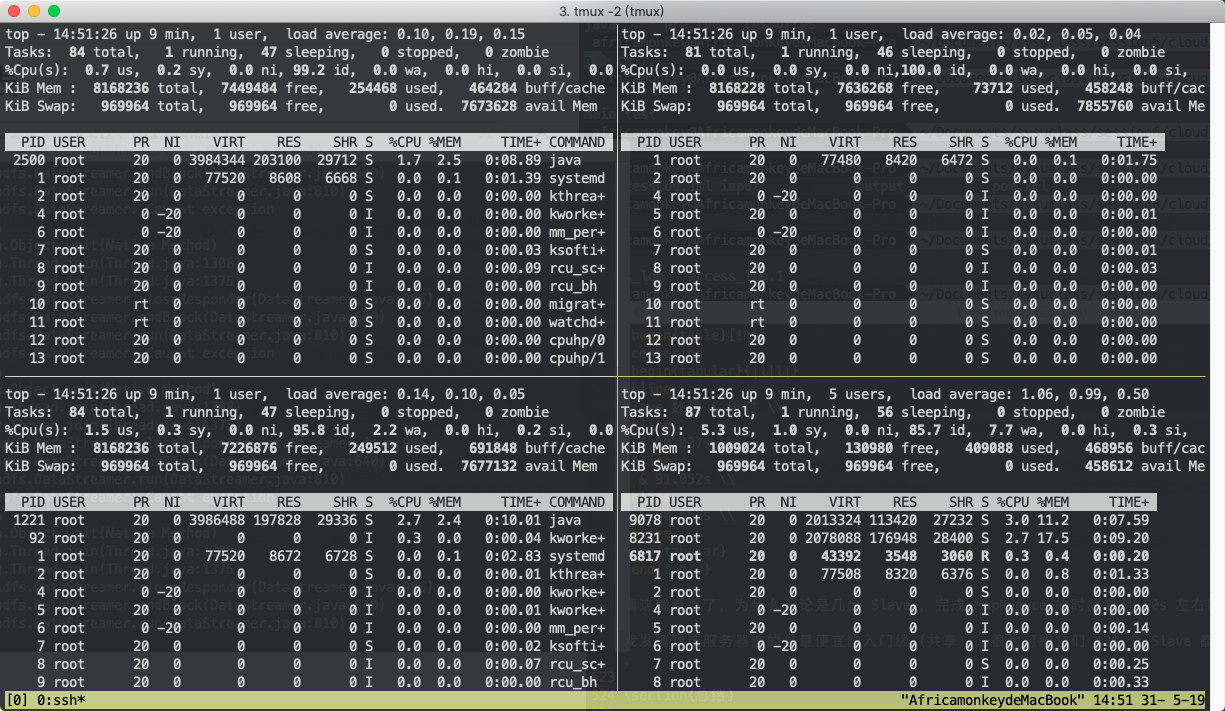 3. tmux -2 (tmux)
top - 14:51:26 up 9 min,  1 user,  load average: 0.10, 0.19, 0.15
Tasks:  84 total,   1 running,  47 sleeping,   0 stopped,   0 zombie
%Cpu(s):  0.7 us,  0.2 sy,  0.0 ni, 99.2 id,  0.0 wa,  0.0 hi,  0.0 si,  0.0
KiB Mem :  8168236 total,  7449484 free,   254468 used,   464284 buff/cache
KiB Swap:   969964 total,   969964 free,        0 used.  7673628 avail Mem
PID USER      PR  NI    VIRT    RES    SHR S  %CPU %MEM     TIME+ COMMAND
2500 root      20   0 3984344 203100  29712 S   1.7  2.5   0:08.89 java
1 root      20   0   77520   8608   6668 S   0.0  0.1   0:01.39 systemd
2 root      20   0       0      0      0 S   0.0  0.0   0:00.00 kthrea+
4 root       0 -20       0      0      0 I   0.0  0.0   0:00.00 kworke+
6 root       0 -20       0      0      0 I   0.0  0.0   0:00.00 mm_per+
7 root      20   0       0      0      0 S   0.0  0.0   0:00.03 ksofti+
8 root      20   0       0      0      0 I   0.0  0.0   0:00.09 rcu_sc+
9 root      20   0       0      0      0 I   0.0  0.0   0:00.00 rcu_bh
10 root      rt   0       0      0      0 S   0.0  0.0   0:00.00 migrat+
11 root      rt   0       0      0      0 S   0.0  0.0   0:00.00 watchd+
12 root      20   0       0      0      0 S   0.0  0.0   0:00.00 cpuhp/0
13 root      20   0       0      0      0 S   0.0  0.0   0:00.00 cpuhp/1
top - 14:51:26 up 9 min,  1 user,  load average: 0.02, 0.05, 0.04
Tasks:  81 total,   1 running,  46 sleeping,   0 stopped,   0 zombie
%Cpu(s):  0.0 us,  0.0 sy,  0.0 ni,100.0 id,  0.0 wa,  0.0 hi,  0.0 si,
KiB Mem :  8168228 total,  7636268 free,    73712 used,   458248 buff/cac
KiB Swap:   969964 total,   969964 free,        0 used.  7855760 avail Me
PID USER      PR  NI    VIRT    RES    SHR S  %CPU %MEM     TIME+
1 root      20   0   77480   8420   6472 S   0.0  0.1   0:01.75
2 root      20   0       0      0      0 S   0.0  0.0   0:00.00
4 root       0 -20       0      0      0 I   0.0  0.0   0:00.00
5 root      20   0       0      0      0 I   0.0  0.0   0:00.01
6 root       0 -20       0      0      0 I   0.0  0.0   0:00.00
7 root      20   0       0      0      0 S   0.0  0.0   0:00.01
8 root      20   0       0      0      0 I   0.0  0.0   0:00.03
9 root      20   0       0      0      0 I   0.0  0.0   0:00.00
10 root      rt   0       0      0      0 S   0.0  0.0   0:00.00
11 root      rt   0       0      0      0 S   0.0  0.0   0:00.00
12 root      20   0       0      0      0 S   0.0  0.0   0:00.00
13 root      20   0       0      0      0 S   0.0  0.0   0:00.00
top - 14:51:26 up 9 min,  1 user,  load average: 0.14, 0.10, 0.05
Tasks:  84 total,   1 running,  47 sleeping,   0 stopped,   0 zombie
%Cpu(s):  1.5 us,  0.3 sy,  0.0 ni, 95.8 id,  2.2 wa,  0.0 hi,  0.2 si,  0.0
KiB Mem :  8168236 total,  7226876 free,   249512 used,   691848 buff/cache
KiB Swap:   969964 total,   969964 free,        0 used.  7677132 avail Mem
PID USER      PR  NI    VIRT    RES    SHR S  %CPU %MEM     TIME+ COMMAND
1221 root      20   0 3986488 197828  29336 S   2.7  2.4   0:10.01 java
92 root      20   0       0      0      0 I   0.3  0.0   0:00.04 kworke+
1 root      20   0   77520   8672   6728 S   0.0  0.1   0:02.83 systemd
2 root      20   0       0      0      0 S   0.0  0.0   0:00.01 kthrea+
4 root       0 -20       0      0      0 I   0.0  0.0   0:00.00 kworke+
5 root      20   0       0      0      0 I   0.0  0.0   0:00.01 kworke+
6 root       0 -20       0      0      0 I   0.0  0.0   0:00.00 mm_per+
7 root      20   0       0      0      0 S   0.0  0.0   0:00.02 ksofti+
8 root      20   0       0      0      0 I   0.0  0.0   0:00.07 rcu_sc+
9 root      20   0       0      0      0 I   0.0  0.0   0:00.00 rcu_bh
top - 14:51:26 up 9 min,  5 users,  load average: 1.06, 0.99, 0.50
Tasks:  87 total,   1 running,  56 sleeping,   0 stopped,   0 zombie
%Cpu(s):  5.3 us,  1.0 sy,  0.0 ni, 85.7 id,  7.7 wa,  0.0 hi,  0.3 si,
KiB Mem :  1009024 total,   130980 free,   409088 used,   468956 buff/cac
KiB Swap:   969964 total,   969964 free,        0 used.   458612 avail Me
PID USER      PR  NI    VIRT    RES    SHR S  %CPU %MEM     TIME+
9078 root      20   0 2013324 113420  27232 S   3.0 11.2   0:07.59
8231 root      20   0 2078088 176948  28400 S   2.7 17.5   0:09.20
6817 root      20   0   43392   3548   3060 R   0.3  0.4   0:00.20
1 root      20   0   77508   8320   6376 S   0.0  0.8   0:01.33
2 root      20   0       0      0      0 S   0.0  0.0   0:00.00
4 root       0 -20       0      0      0 I   0.0  0.0   0:00.00
5 root      20   0       0      0      0 I   0.0  0.0   0:00.14
6 root       0 -20       0      0      0 I   0.0  0.0   0:00.00
7 root      20   0       0      0      0 S   0.0  0.0   0:00.25
8 root      20   0       0      0      0 I   0.0  0.0   0:00.33
[0] 0:ssh*
"AfricamonkeydeMacBook" 14:51 31- 5-19